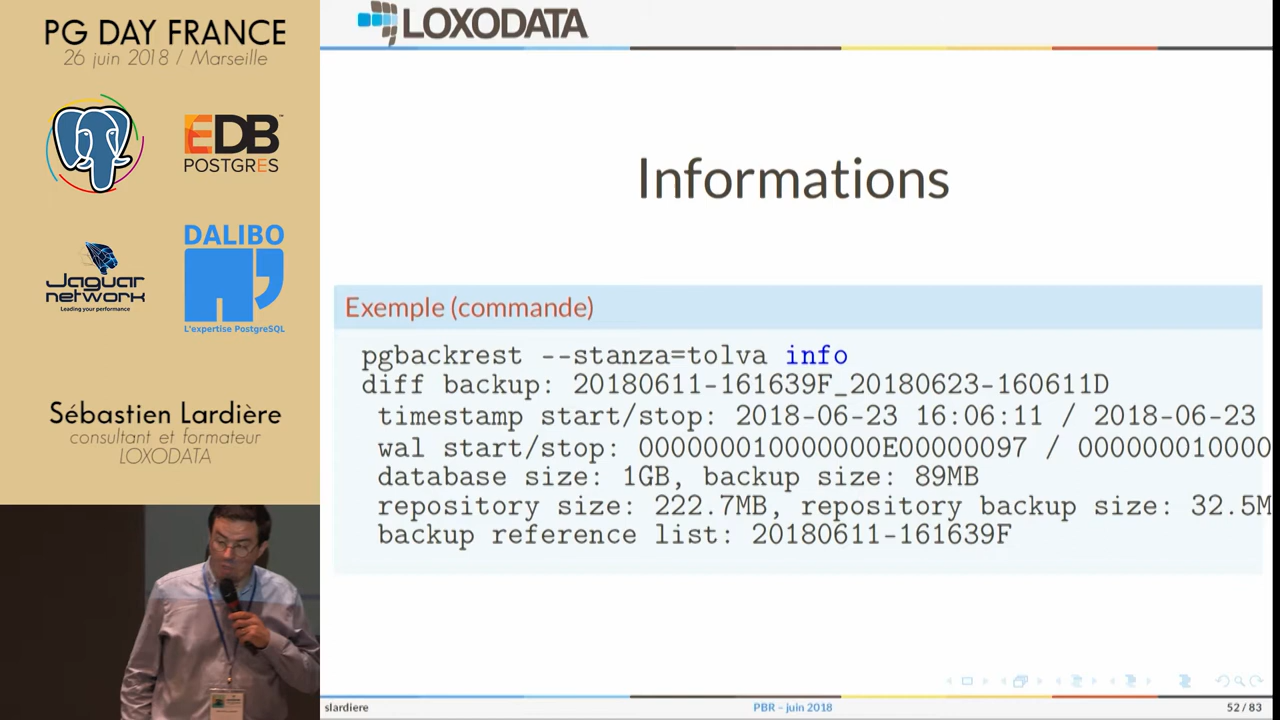 PG DAY FRANCE
26 juin 2018 / Marseille
EDB
POSTGRES
Jaguar
network
Leading your performance
DALIBO
L'expertise PostgreSQL
Sébastien Lardière
consultant et formateur
LOXODATA
LOXODATA
Informations
Exemple (commande)
pgbackrest --stanza=tolva info
diff backup: 20180611-161639F_20180623-160611D
timestamp start/stop: 2018-06-23 16:06:11 / 2018-06-23
wal start/stop: 000000010000000E00000097 / 000000010000
database size: 1GB, backup size: 89MB
repository size: 222.7MB, repository backup size: 32.5M
backup reference list: 20180611-161639F
slardiere
PBR – juin 2018
52 / 83